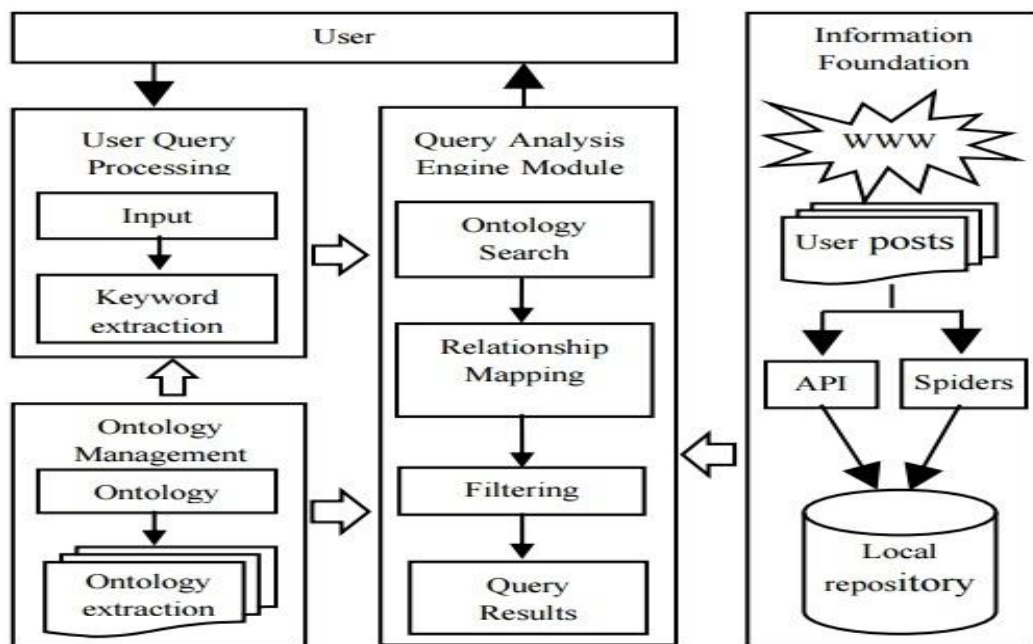 User
User Query
Processing
Input
Keyword
extraction
Ontology
Management
Ontology
Ontology
extraction
Query Analysis
Engine Module
Ontology
Search
Relationship
Mapping
Filtering
Query
Results
Information
Foundation
WWW
User posts
API
Spiders
Local
repository